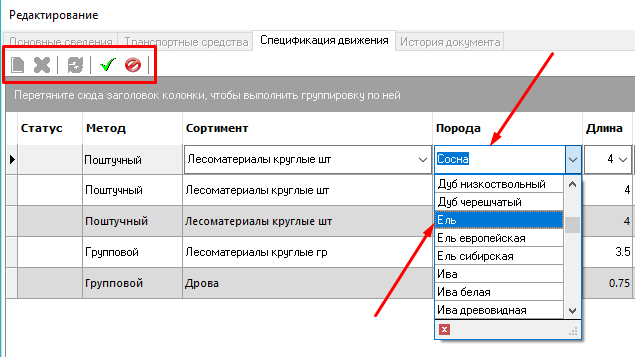 Редактирование
Основные сведения Транспортные средства Спецификация движения История документа
Перетяните сюда заголовок колонки, чтобы выполнить группировку по ней
Статус Метод Сортимент Порода Длина
Поштучный Лесоматериалы круглые шт Сосна 4
Поштучный Лесоматериалы круглые шт Дуб низкоствольный 4
Дуб черешчатый
Поштучный Лесоматериалы круглые шт Ель 4
Ель европейская
Групповой Лесоматериалы круглые гр Ель сибирская 3.5
Ива
Групповой Дрова Ива белая 0.75
Ива древовидная